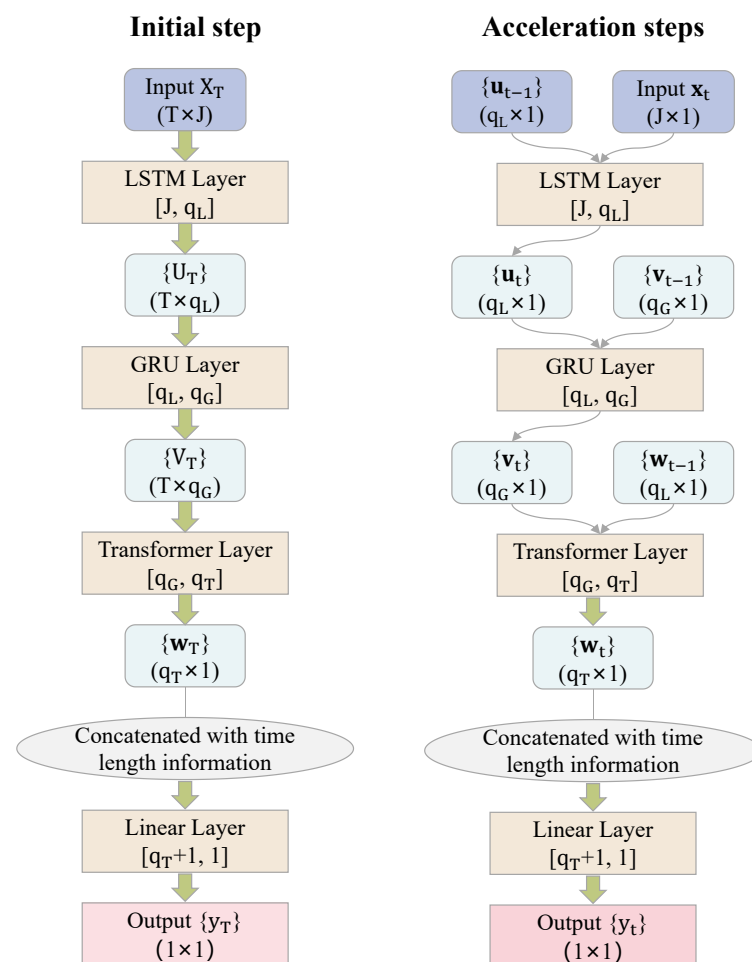 Initial step
Input X_T
(T×J)
LSTM Layer
[J, q_L]
{U_T}
(T×q_L)
GRU Layer
[q_L, q_G]
{V_T}
(T×q_G)
Transformer Layer
[q_G, q_T]
{w_T}
(q_T×1)
Concatenated with time
length information
Linear Layer
[q_T+1, 1]
Output {y_T}
(1×1)
Acceleration steps
{u_{t-1}}
(q_L×1)
Input x_t
(J×1)
LSTM Layer
[J, q_L]
{u_t}
(q_L×1)
{v_{t-1}}
(q_G×1)
GRU Layer
[q_L, q_G]
{v_t}
(q_G×1)
{w_{t-1}}
(q_L×1)
Transformer Layer
[q_G, q_T]
{w_t}
(q_T×1)
Concatenated with time
length information
Linear Layer
[q_T+1, 1]
Output {y_t}
(1×1)